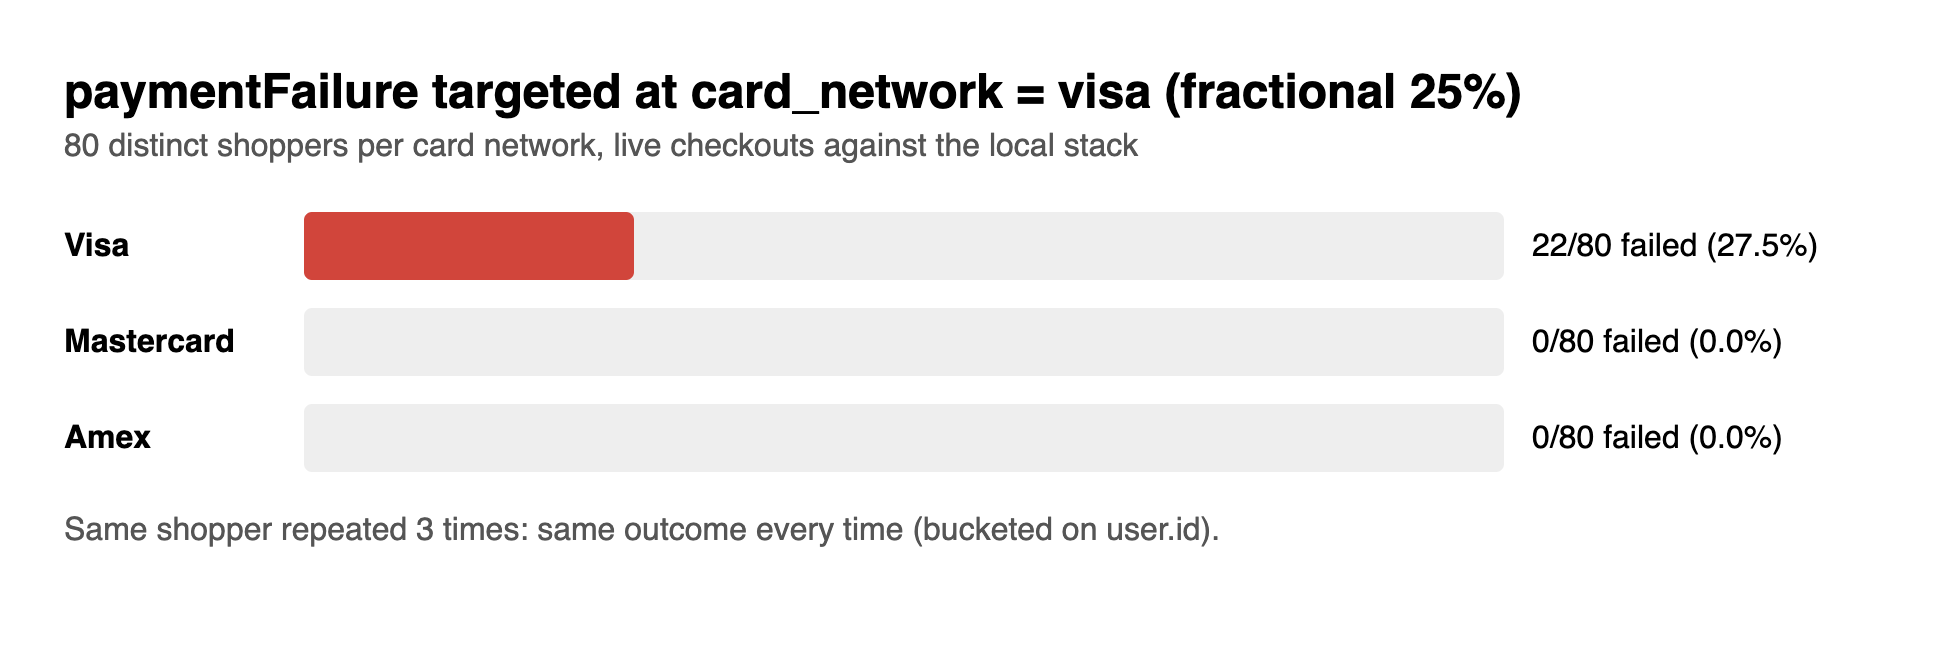 paymentFailure targeted at card_network = visa (fractional 25%)
80 distinct shoppers per card network, live checkouts against the local stack
Visa 22/80 failed (27.5%)
Mastercard 0/80 failed (0.0%)
Amex 0/80 failed (0.0%)
Same shopper repeated 3 times: same outcome every time (bucketed on user.id).